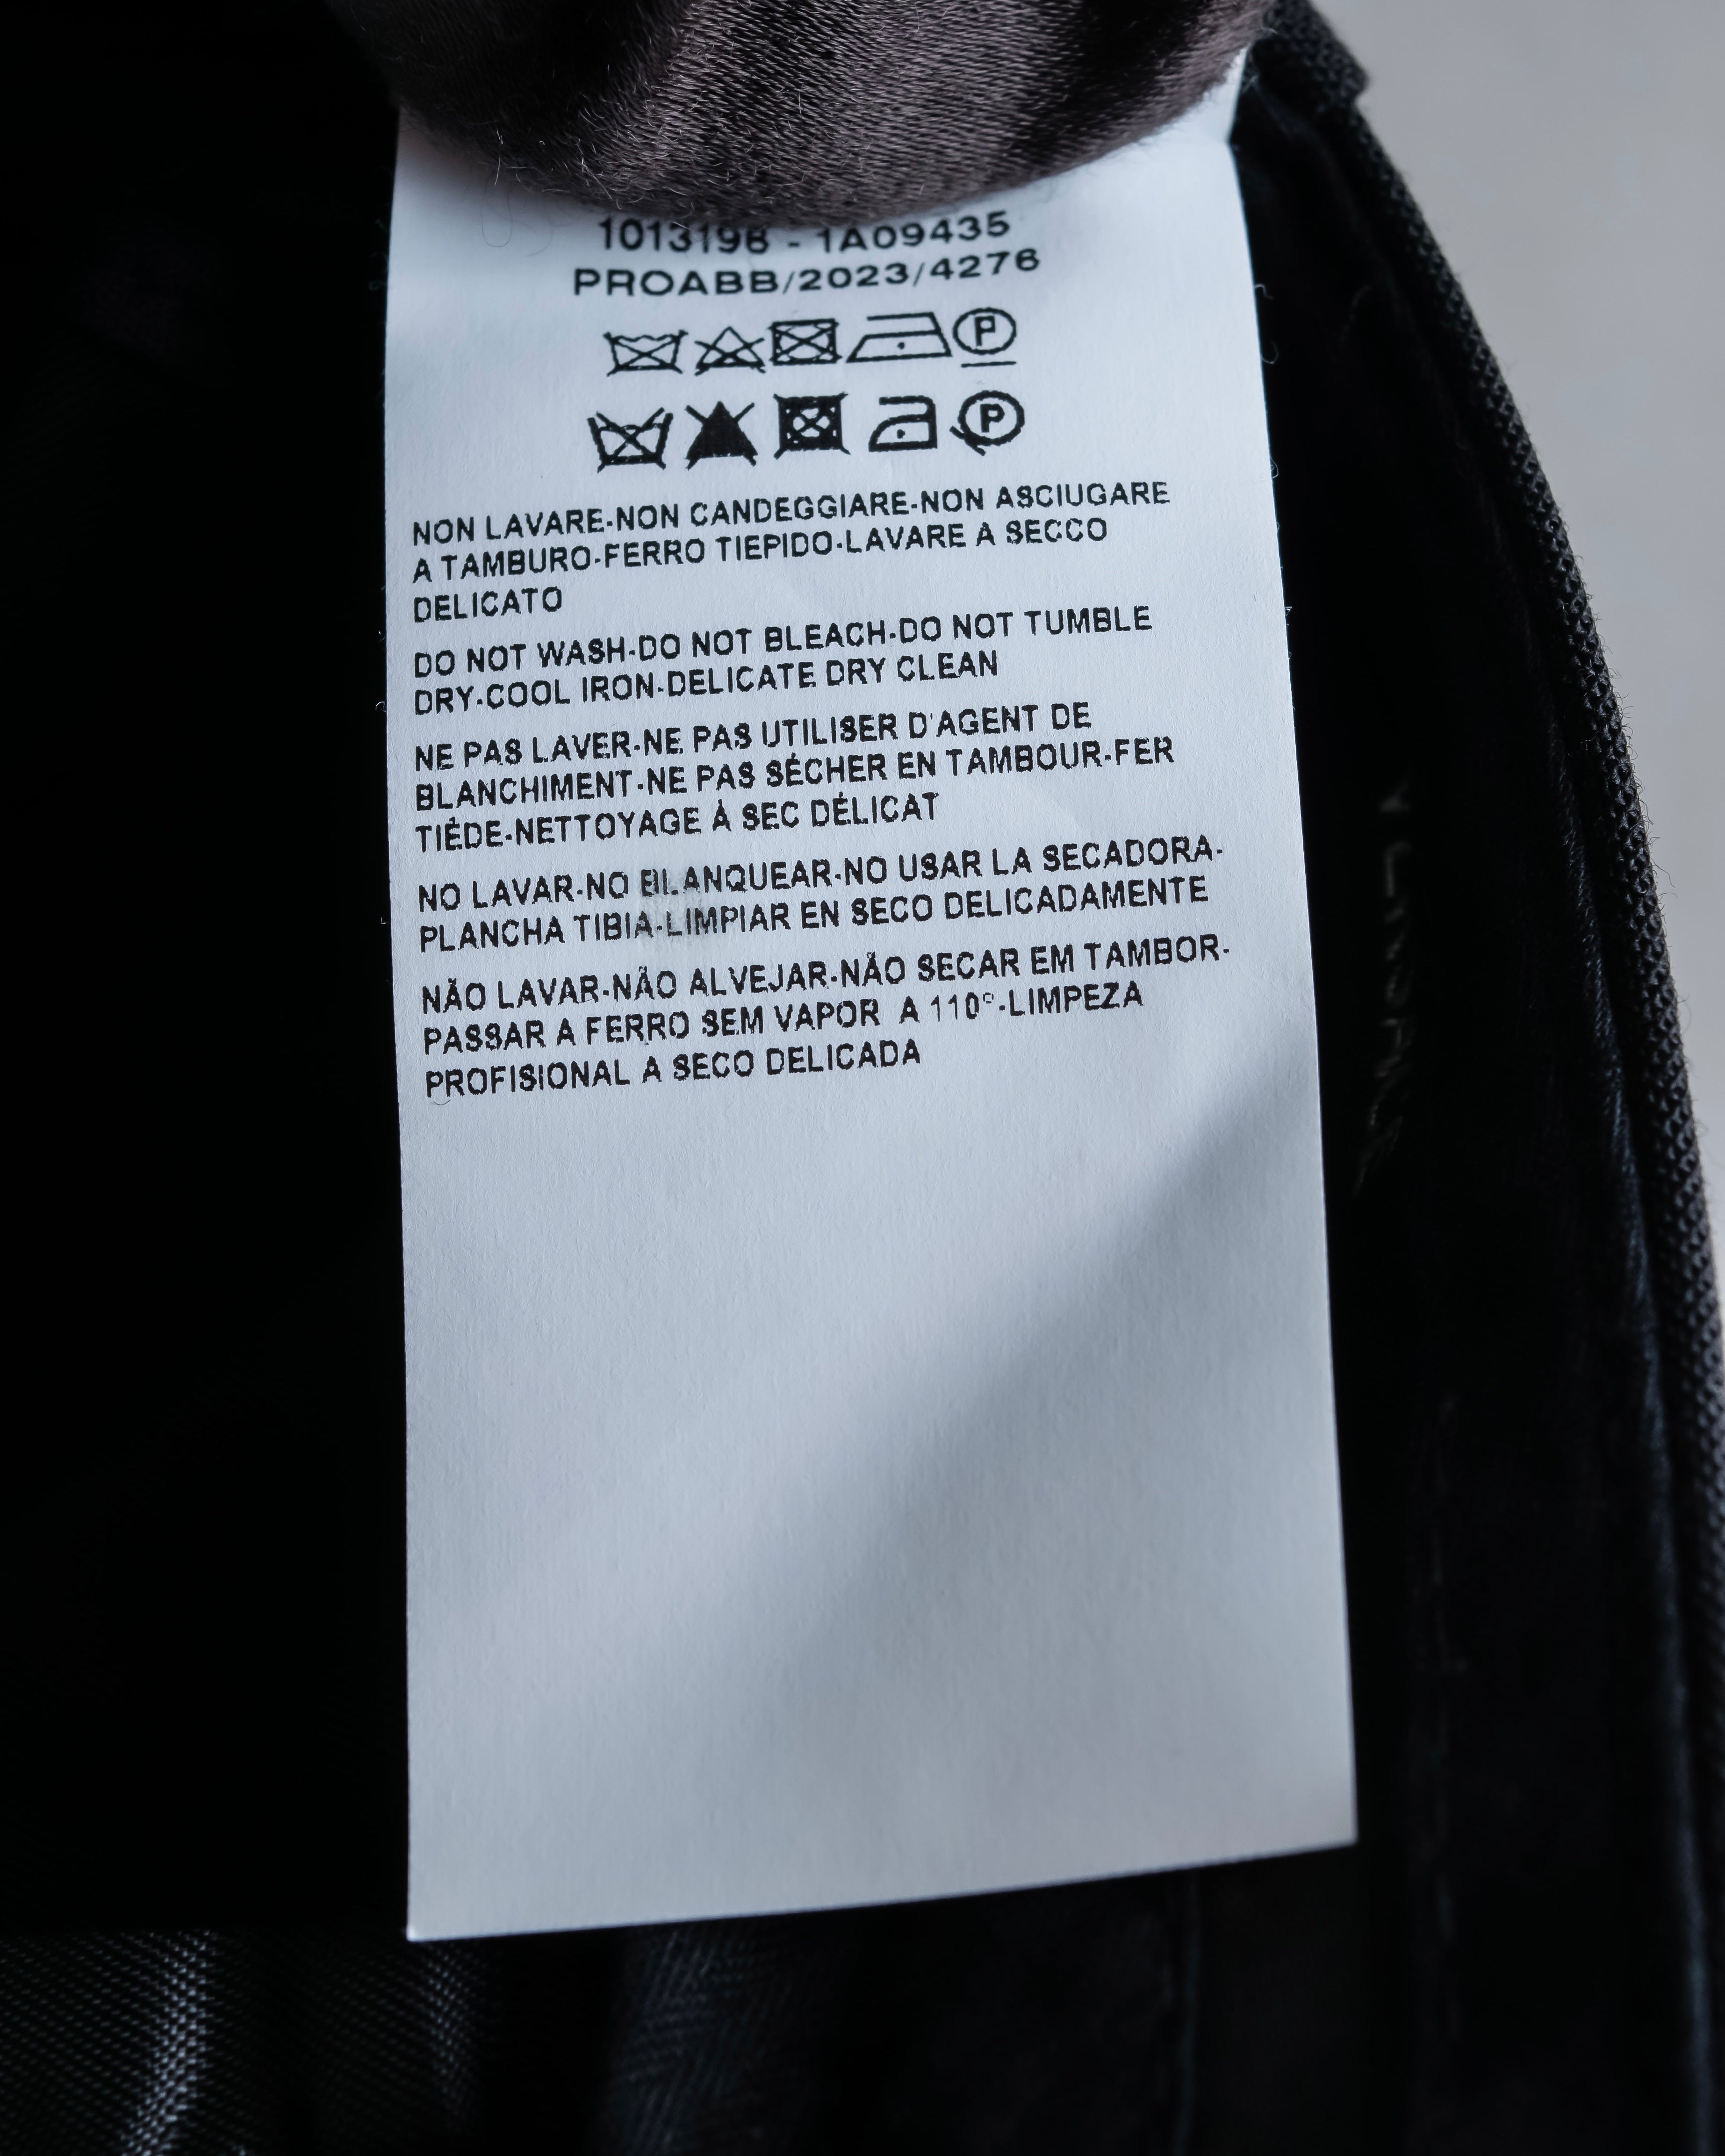 1013198 - 1A09435
PROABB/2023/4276
NON LAVARE-NON CANDEGGIARE-NON ASCIUGARE
A TAMBURO-FERRO TIEPIDO-LAVARE A SECCO
DELICATO
DO NOT WASH-DO NOT BLEACH-DO NOT TUMBLE
DRY-COOL IRON-DELICATE DRY CLEAN
NE PAS LAVER-NE PAS UTILISER D'AGENT DE
BLANCHIMENT-NE PAS SÉCHER EN TAMBOUR-FER
TIÉDE-NETTOYAGE À SEC DÉLICAT
NO LAVAR-NO BLANQUEAR-NO USAR LA SECADORA-
PLANCHA TIBIA-LIMPIAR EN SECO DELICADAMENTE
NÃO LAVAR-NÃO ALVEJAR-NÃO SECAR EM TAMBOR-
PASSAR A FERRO SEM VAPOR A 110°-LIMPEZA
PROFISIONAL A SECO DELICADA